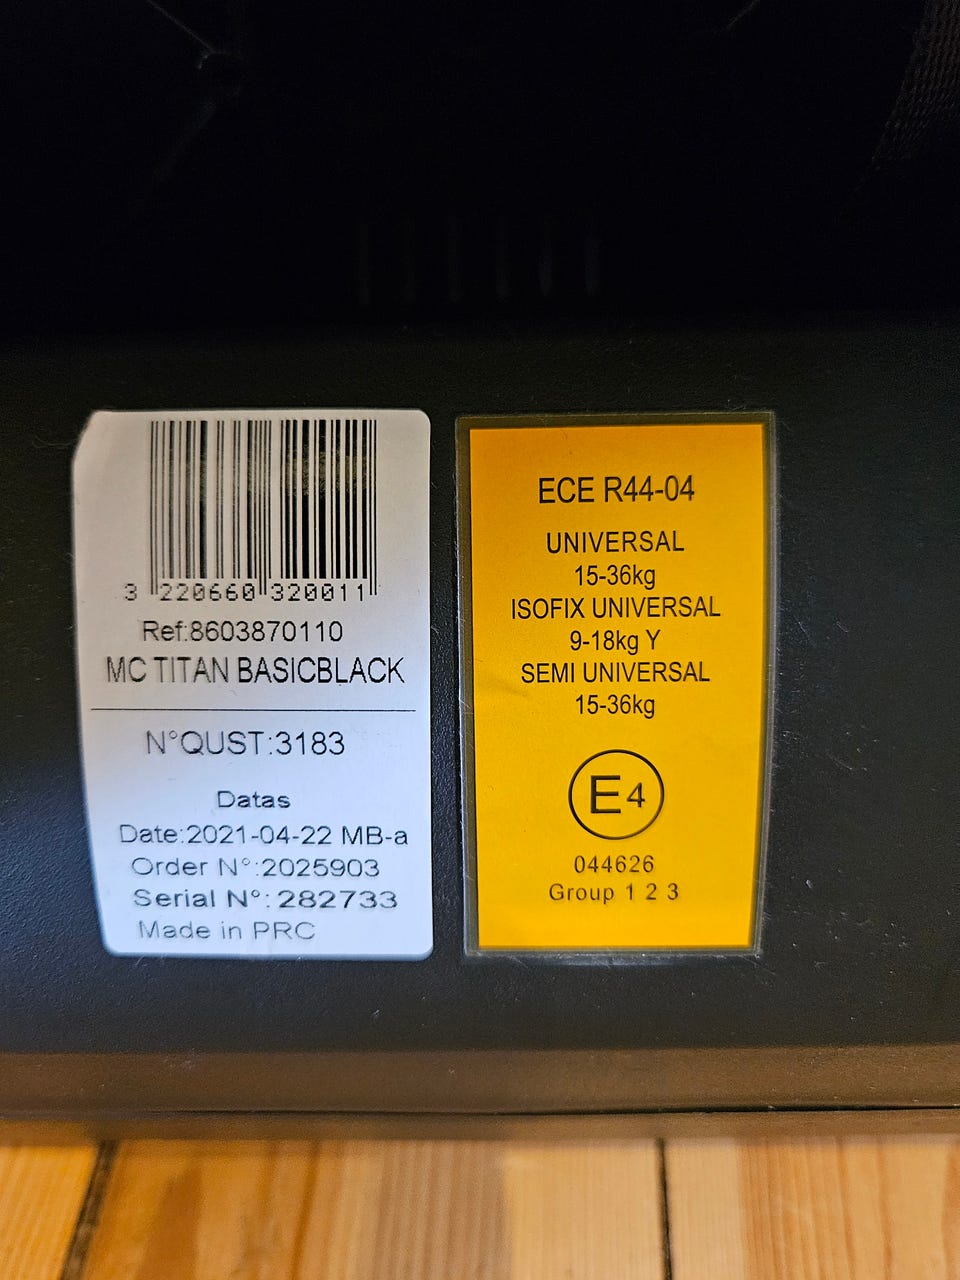 3 220660 320011
Ref:8603870110
MC TITAN BASICBLACK
N°QUST:3183
Datas
Date:2021-04-22 MB-a
Order N°:2025903
Serial N°: 282733
Made in PRC
ECE R44-04
UNIVERSAL
15-36kg
ISOFIX UNIVERSAL
9-18kg Y
SEMI UNIVERSAL
15-36kg
E4
044626
Group 1 2 3